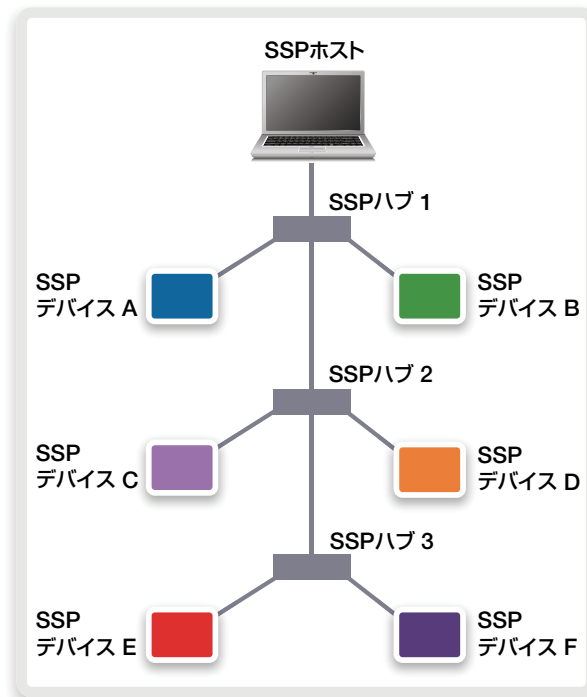 SSPホスト
SSPハブ 1
SSP
デバイス A
SSP
デバイス B
SSPハブ 2
SSP
デバイス C
SSP
デバイス D
SSPハブ 3
SSP
デバイス E
SSP
デバイス F